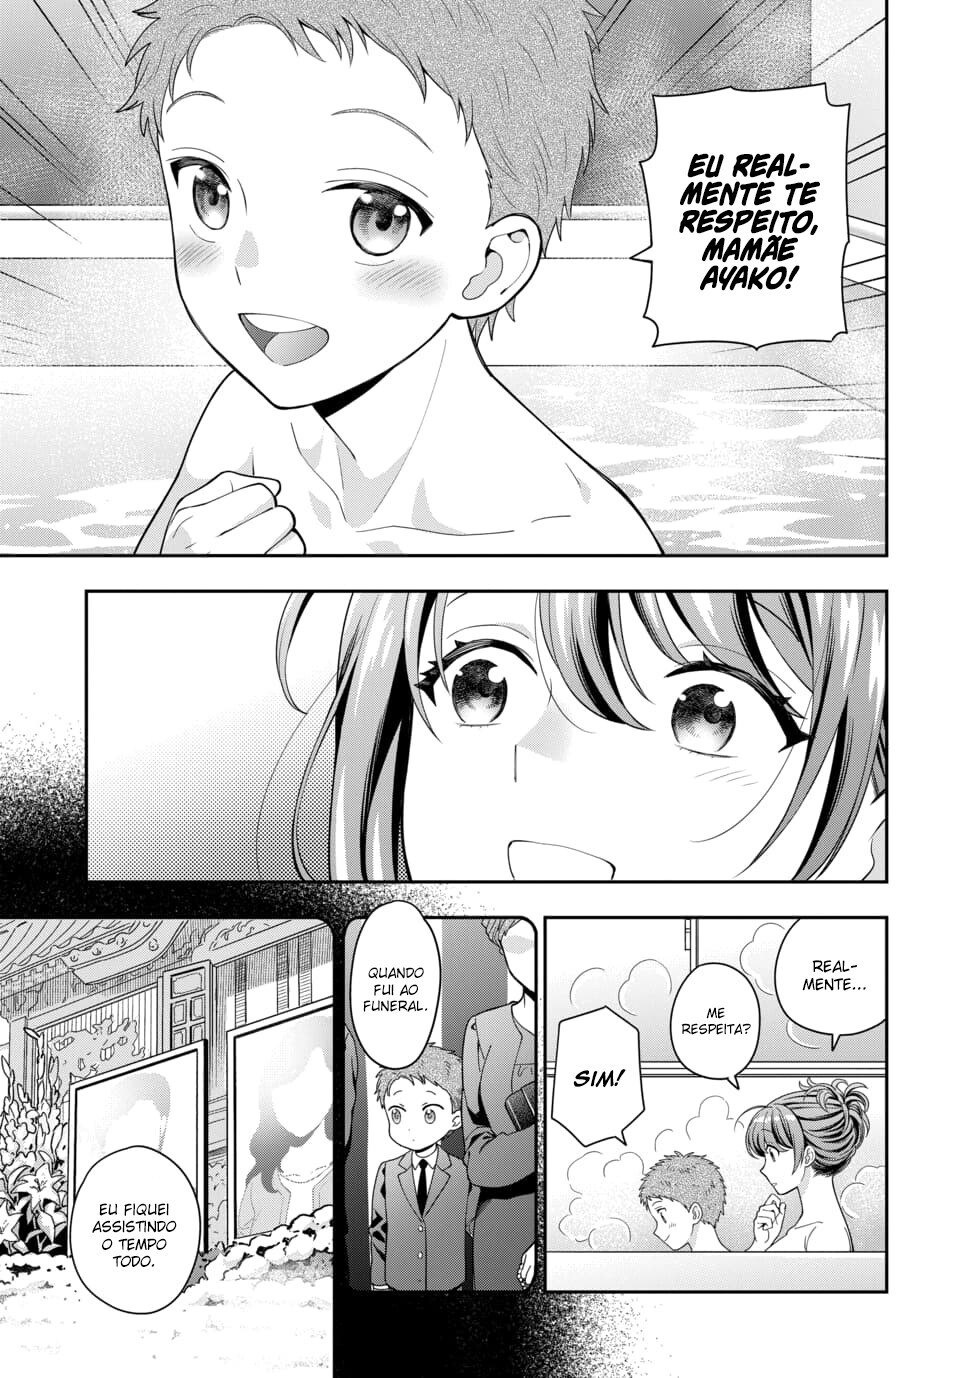 EU REAL-
MENTE TE
RESPEITO,
MAMÃE
AYAKO!
REAL-
MENTE...
ME
RESPEITA?
SIM!
QUANDO
FUI AO
FUNERAL.
EU FIQUEI
ASSISTINDO
O TEMPO
TODO.